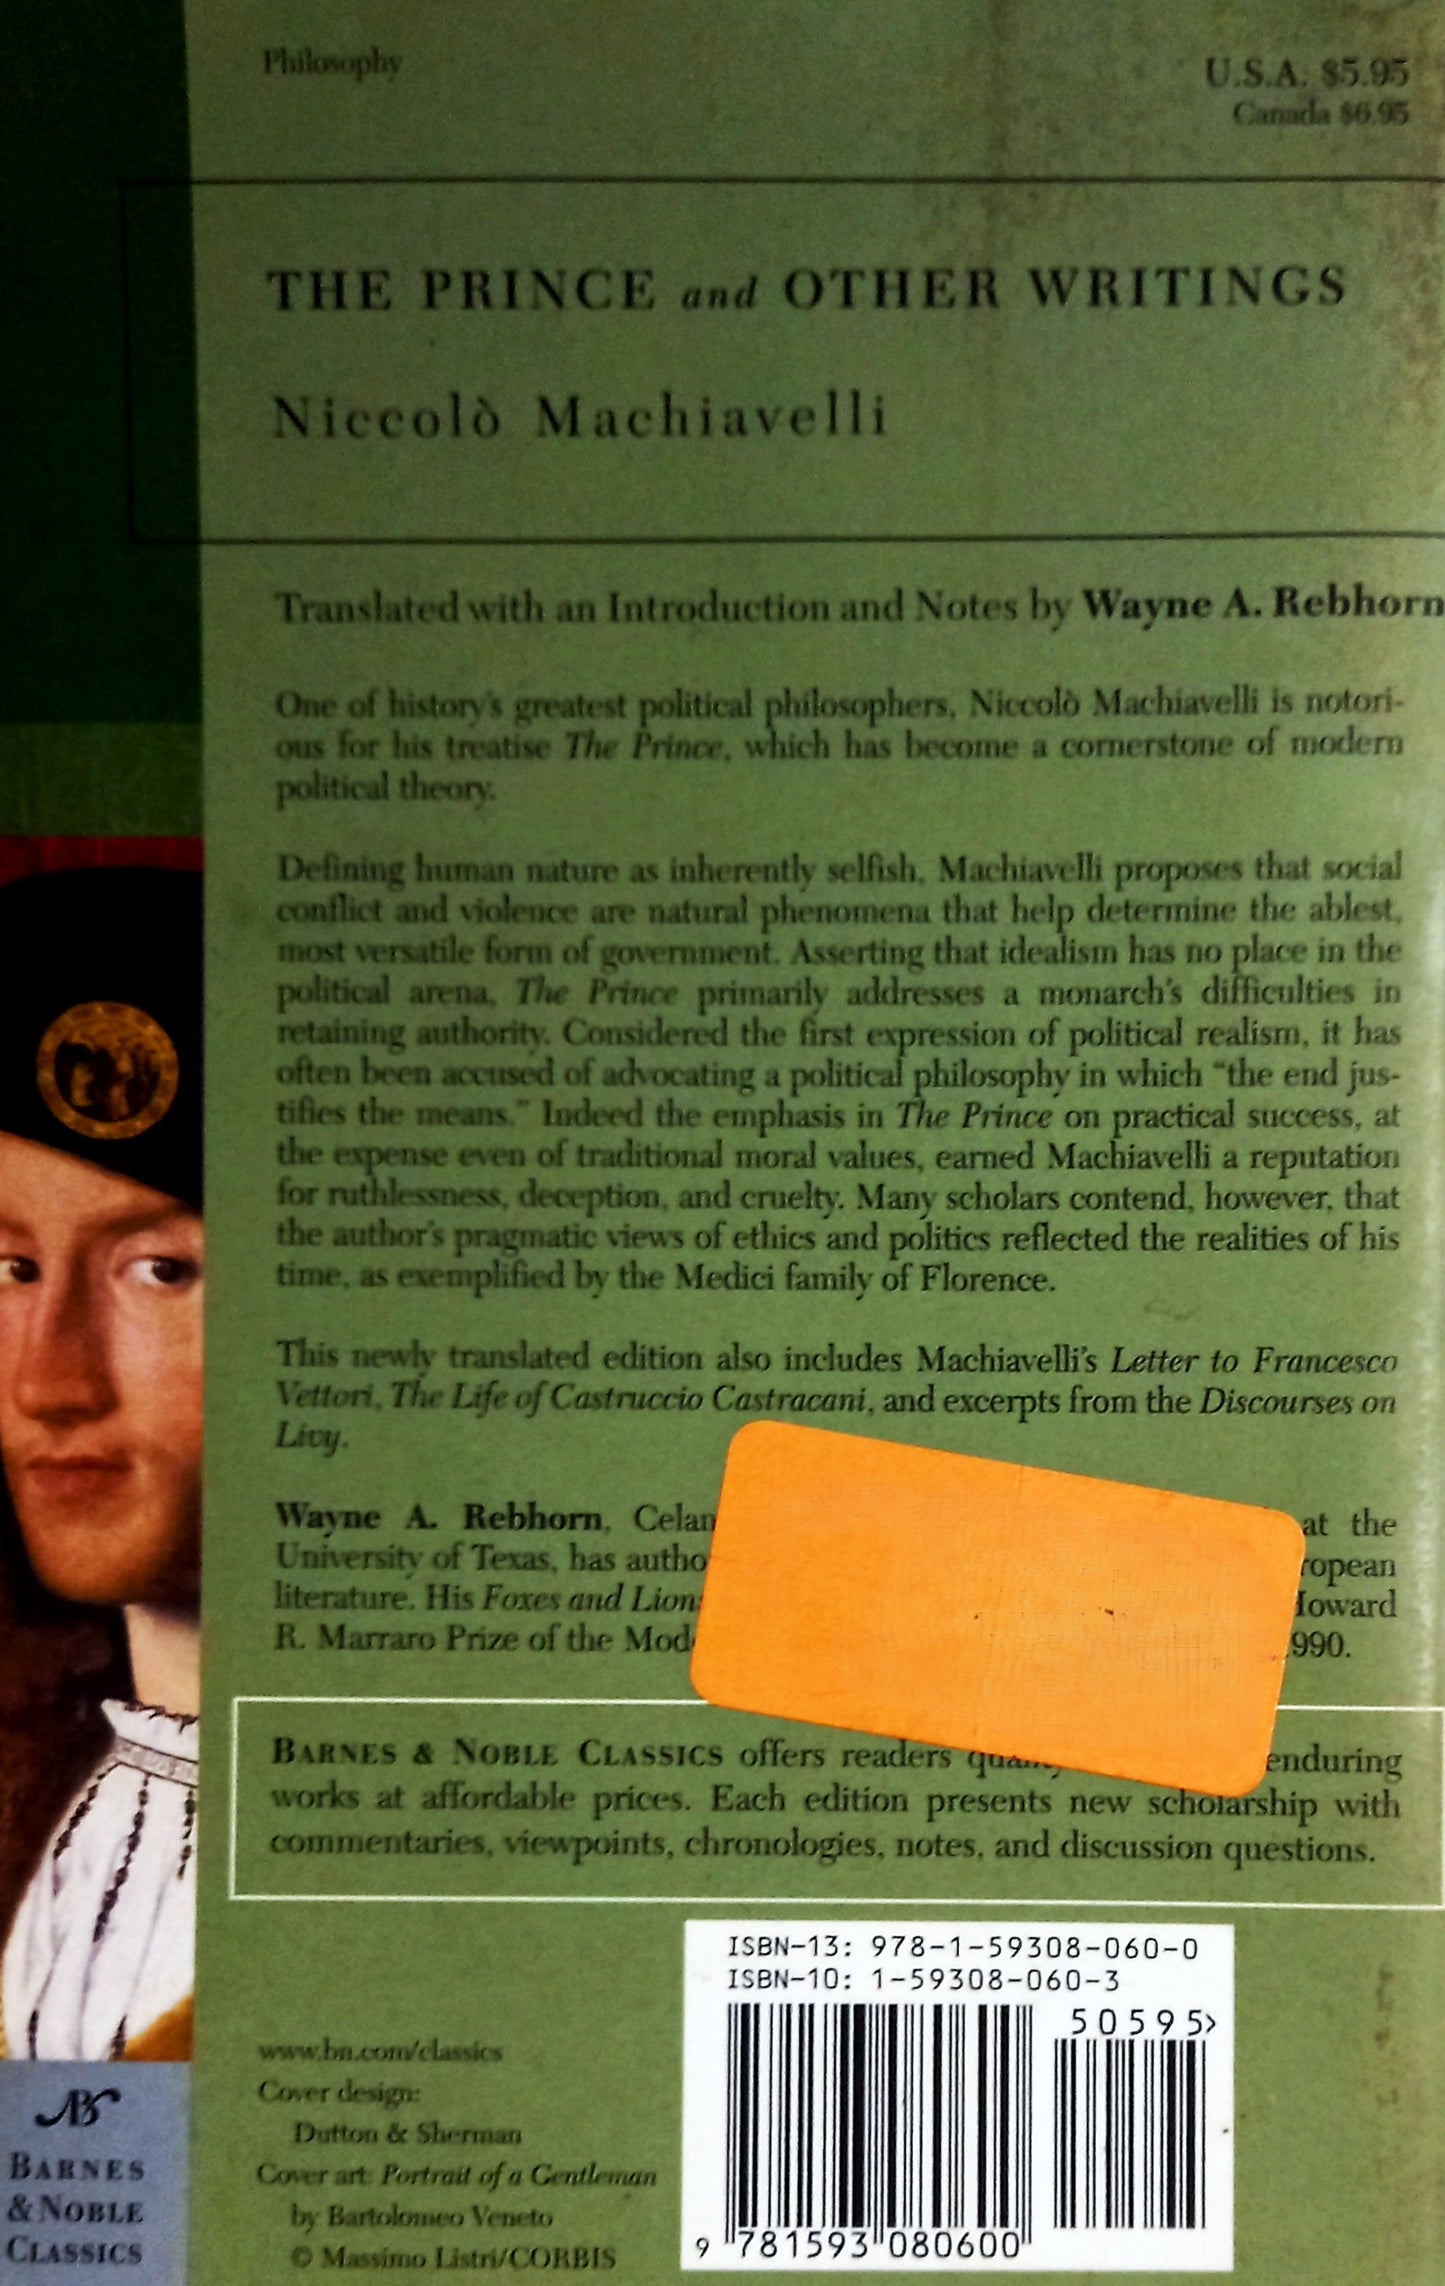 Philosophy
U.S.A. $5.95
Canada $6.95
THE PRINCE and OTHER WRITINGS
Niccolò Machiavelli
Translated with an Introduction and Notes by Wayne A. Rebhorn
One of history's greatest political philosophers, Niccolò Machiavelli is notori-
ous for his treatise The Prince, which has become a cornerstone of modern
political theory.
Defining human nature as inherently selfish, Machiavelli proposes that social
conflict and violence are natural phenomena that help determine the ablest,
most versatile form of government. Asserting that idealism has no place in the
political arena, The Prince primarily addresses a monarch's difficulties in
retaining authority. Considered the first expression of political realism, it has
often been accused of advocating a political philosophy in which "the end jus-
tifies the means." Indeed the emphasis in The Prince on practical success, at
the expense even of traditional moral values, earned Machiavelli a reputation
for ruthlessness, deception, and cruelty. Many scholars contend, however, that
the author's pragmatic views of ethics and politics reflected the realities of his
time, as exemplified by the Medici family of Florence.
This newly translated edition also includes Machiavelli's Letter to Francesco
Vettori, The Life of Castruccio Castracani, and excerpts from the Discourses on
Livy.
Wayne A. Rebhorn, at the
University of Texas, has
literature. His Foxes and
R. Marraro Prize of the
BARNES & NOBLE CLASSICS offers readers enduring
works at affordable prices. Each edition presents new scholarship with
commentaries, viewpoints, chronologies, notes, and discussion questions.
ISBN-13: 978-1-59308-060-0
ISBN-10: 1-59308-060-3
50595>
9 781593 080600
www.bn.com/classics
Cover design:
Dutton & Sherman
Cover art: Portrait of a Gentleman
by Bartolomeo Veneto
© Massimo Listri/CORBIS
BARNES
& NOBLE
CLASSICS